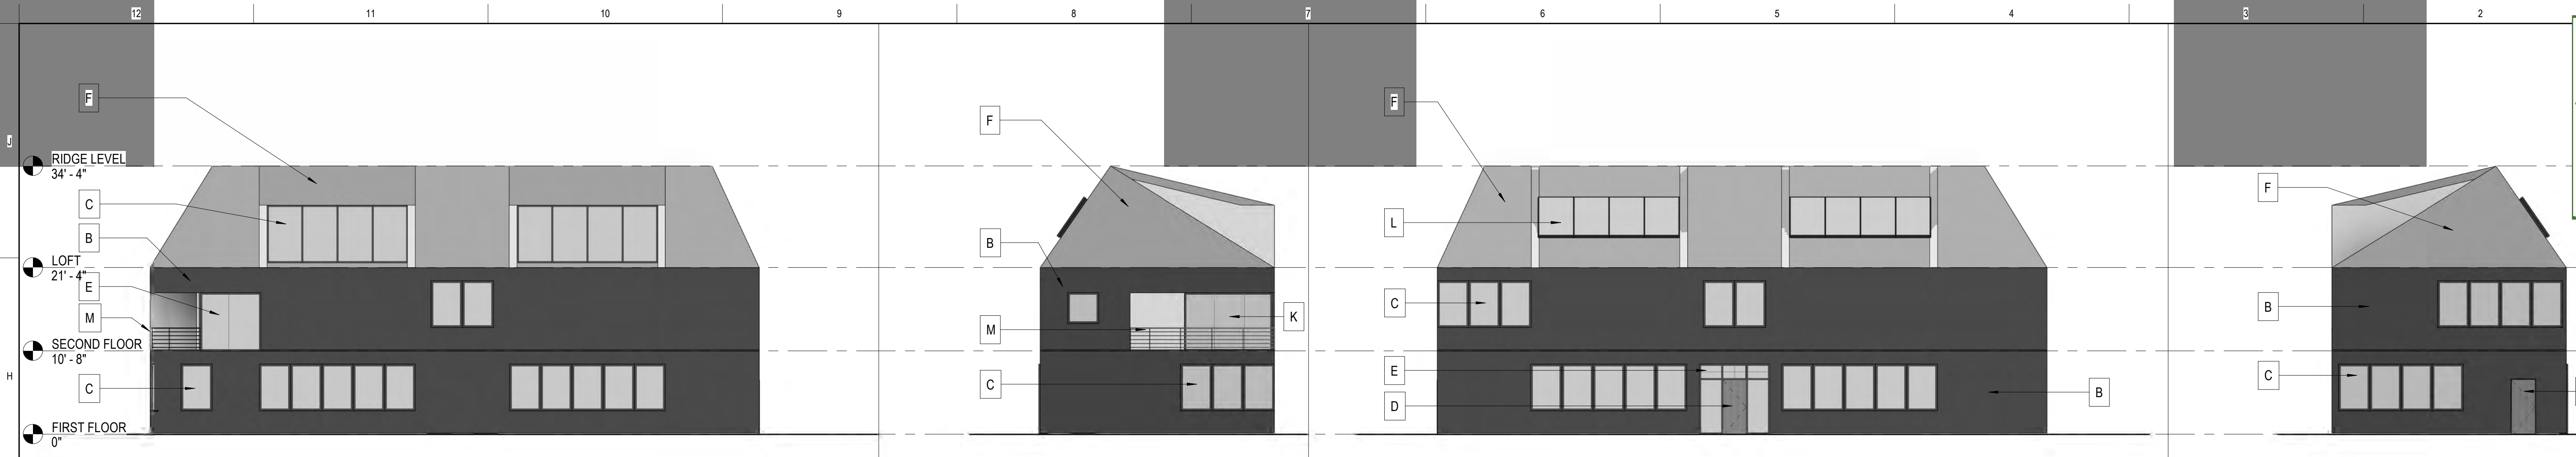 12
11
10
9
8
7
6
5
4
3
2
F
F
F
J
RIDGE LEVEL
34' - 4"
F
C
L
B
B
LOFT
21' - 4"
E
C
B
M
M
K
SECOND FLOOR
10' - 8"
E
H
C
C
C
D
B
FIRST FLOOR
0"